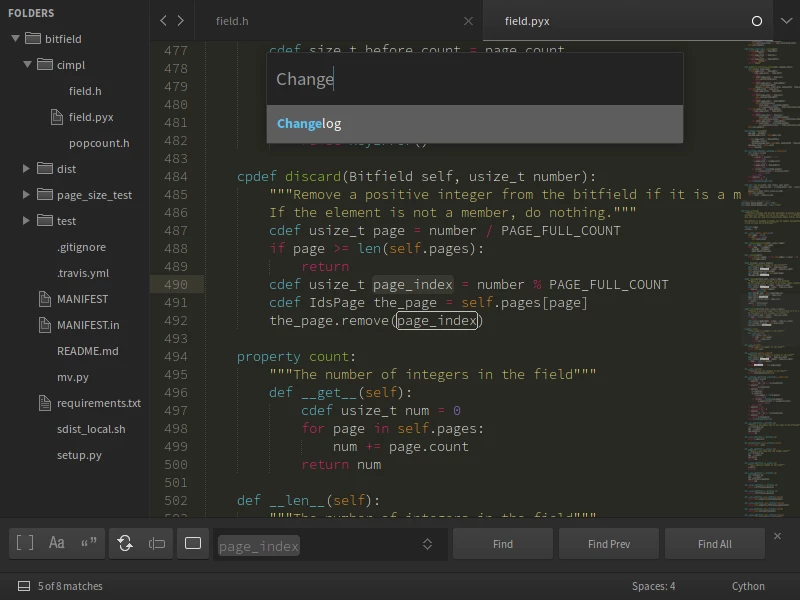 FOLDERS
bitfield
cimpl
field.h
field.pyx
popcount.h
dist
page_size_test
test
.gitignore
.travis.yml
MANIFEST
MANIFEST.in
README.md
mv.py
requirements.txt
sdist_local.sh
setup.py
field.h
field.pyx
Change
Changelog
477 cdef size_t before_count = page.count
478
479
480
481
482
483
484 cpdef discard(Bitfield self, usize_t number):
485 """Remove a positive integer from the bitfield if it is a m
486 If the element is not a member, do nothing."""
487 cdef usize_t page = number / PAGE_FULL_COUNT
488 if page >= len(self.pages):
489 return
490 cdef usize_t page_index = number % PAGE_FULL_COUNT
491 cdef IdsPage the_page = self.pages[page]
492 the_page.remove(page_index)
493
494 property count:
495 """The number of integers in the field"""
496 def __get__(self):
497 cdef usize_t num = 0
498 for page in self.pages:
499 num += page.count
500 return num
501
502 def __len__(self):
503 """The number of integers in the field"""
[ ] Aa “ ” page_index Find Find Prev Find All
5 of 8 matches Spaces: 4 Cython